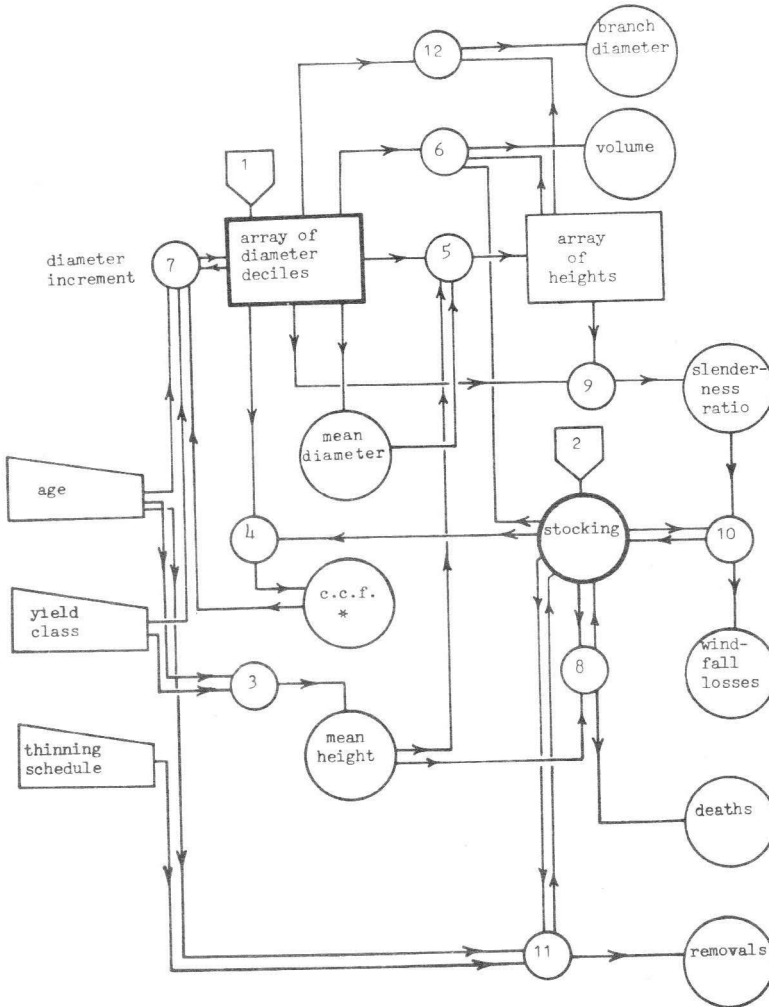 branch
diameter
12
6
volume
1
array of
diameter
deciles
5
array
of
heights
diameter
increment
7
9
slender-
ness
ratio
mean
diameter
2
age
4
stocking
10
c.c.f.
*
yield
class
3
8
wind-
fall
losses
mean
height
thinning
schedule
deaths
11
removals